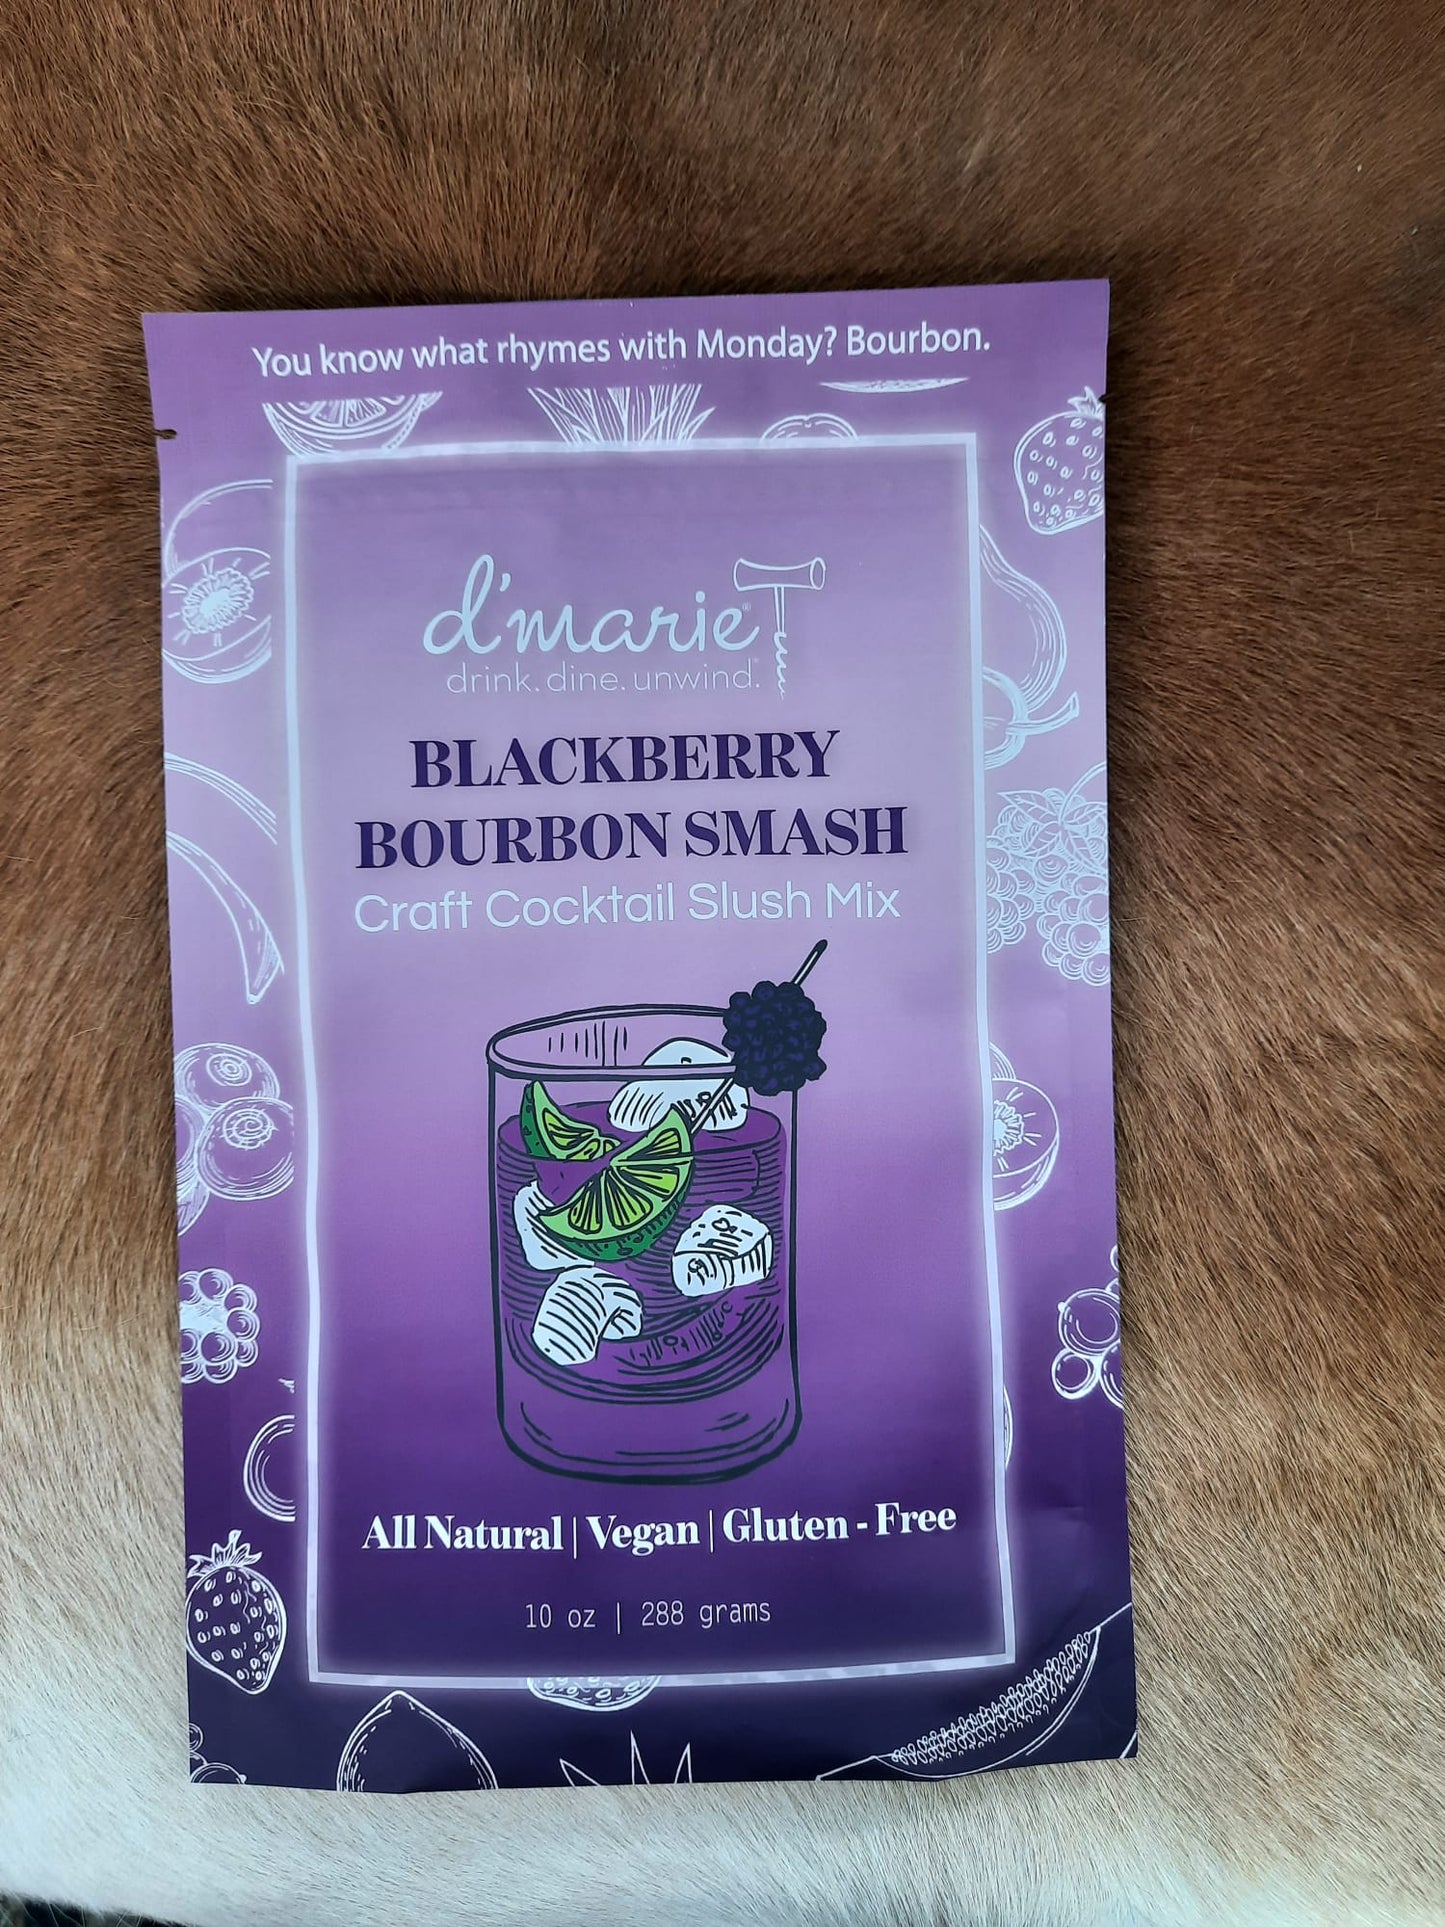 You know what rhymes with Monday? Bourbon.
d'marie®
drink. dine. unwind.®
BLACKBERRY
BOURBON SMASH
Craft Cocktail Slush Mix
All Natural | Vegan | Gluten - Free
10 oz | 288 grams